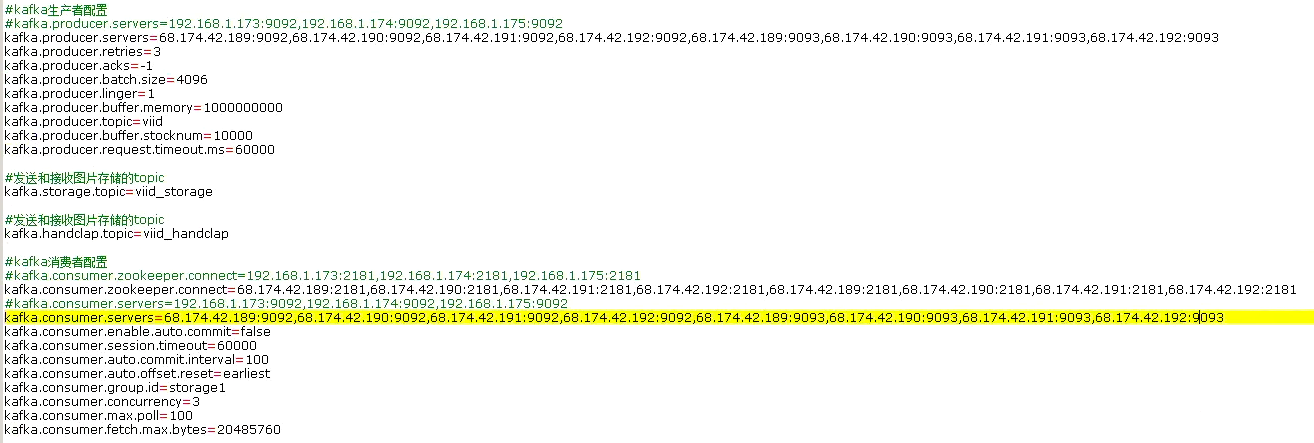 #kafka生产者配置
#kafka.producer.servers=192.168.1.173:9092,192.168.1.174:9092,192.168.1.175:9092
kafka.producer.servers=68.174.42.189:9092,68.174.42.190:9092,68.174.42.191:9092,68.174.42.192:9092,68.174.42.189:9093,68.174.42.190:9093,68.174.42.191:9093,68.174.42.192:9093
kafka.producer.retries=3
kafka.producer.acks=-1
kafka.producer.batch.size=4096
kafka.producer.linger=1
kafka.producer.buffer.memory=1000000000
kafka.producer.topic=viid
kafka.producer.buffer.stocknum=10000
kafka.producer.request.timeout.ms=60000
#发送和接收图片存储的topic
kafka.storage.topic=viid_storage
#发送和接收图片存储的topic
kafka.handclap.topic=viid_handclap
#kafka消费者配置
#kafka.consumer.zookeeper.connect=192.168.1.173:2181,192.168.1.174:2181,192.168.1.175:2181
kafka.consumer.zookeeper.connect=68.174.42.189:2181,68.174.42.190:2181,68.174.42.191:2181,68.174.42.192:2181,68.174.42.189:2181,68.174.42.190:2181,68.174.42.191:2181,68.174.42.192:2181
#kafka.consumer.servers=192.168.1.173:9092,192.168.1.174:9092,192.168.1.175:9092
kafka.consumer.servers=68.174.42.189:9092,68.174.42.190:9092,68.174.42.191:9092,68.174.42.192:9092,68.174.42.189:9093,68.174.42.190:9093,68.174.42.191:9093,68.174.42.192:9093
kafka.consumer.enable.auto.commit=false
kafka.consumer.session.timeout=60000
kafka.consumer.auto.commit.interval=100
kafka.consumer.auto.offset.reset=earliest
kafka.consumer.group.id=storage1
kafka.consumer.concurrency=3
kafka.consumer.max.poll=100
kafka.consumer.fetch.max.bytes=20485760